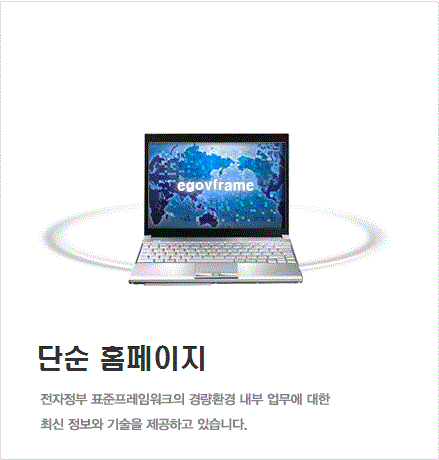 egovframe
단순 홈페이지
전자정부 표준프레임워크의 경량환경 내부 업무에 대한
최신 정보와 기술을 제공하고 있습니다.